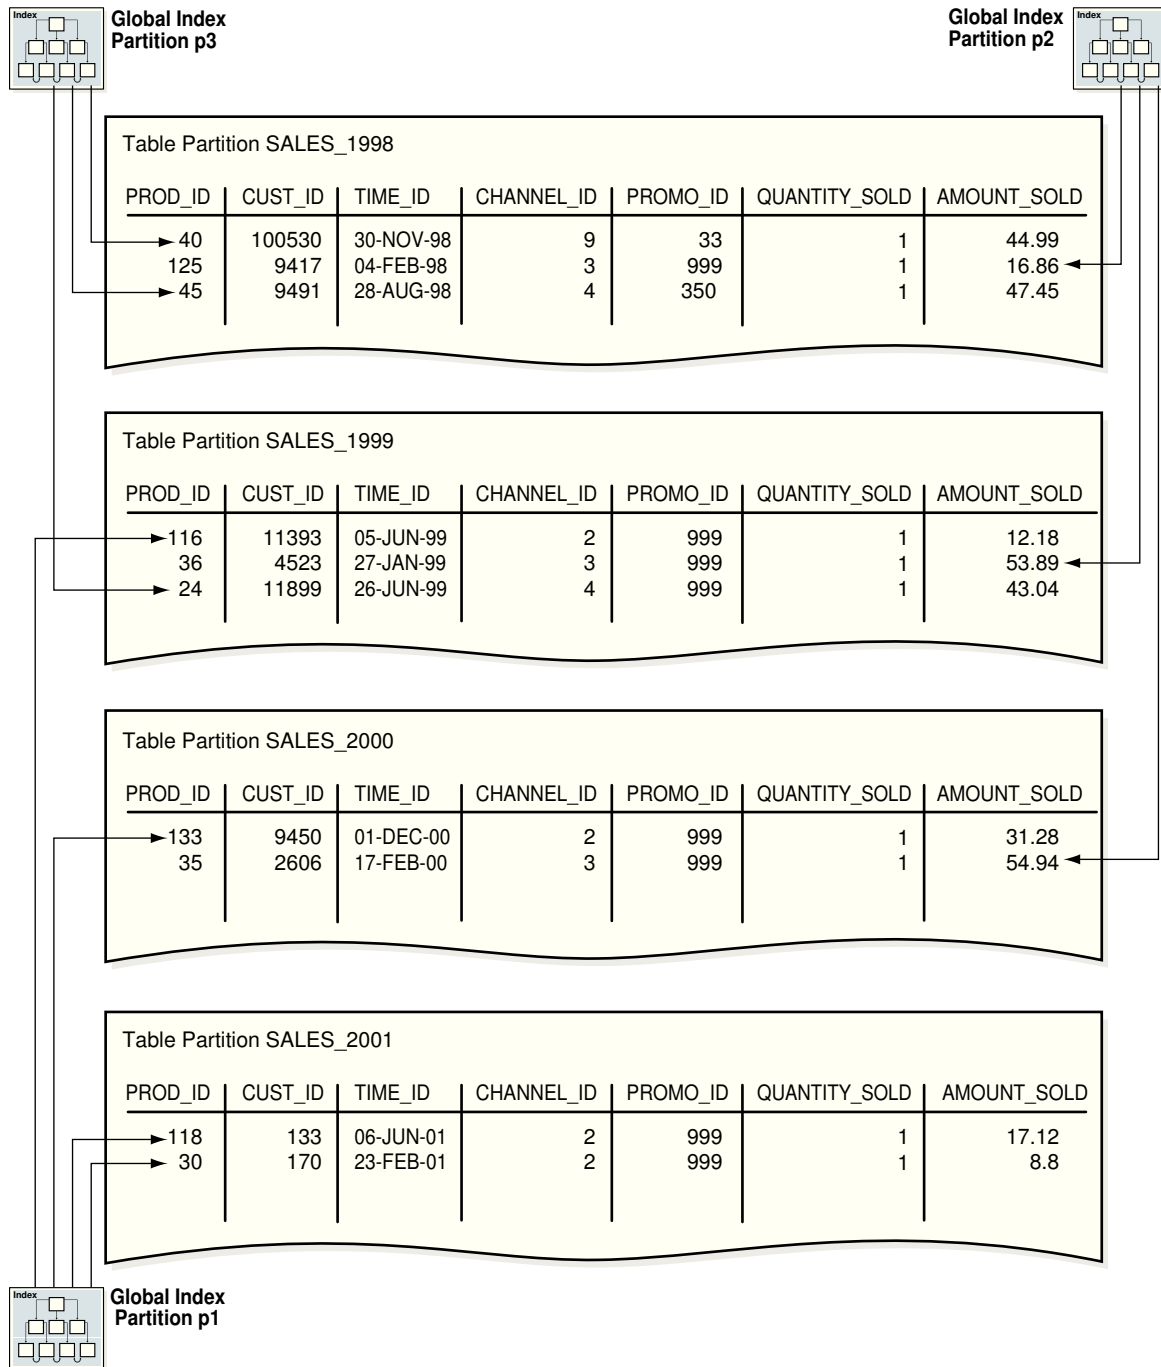 Index
Global Index
Partition p3
Global Index
Partition p2
Index
Table Partition SALES_1998
PROD_ID CUST_ID TIME_ID CHANNEL_ID PROMO_ID QUANTITY_SOLD AMOUNT_SOLD
40 100530 30-NOV-98 9 33 1 44.99
125 9417 04-FEB-98 3 999 1 16.86
45 9491 28-AUG-98 4 350 1 47.45
Table Partition SALES_1999
PROD_ID CUST_ID TIME_ID CHANNEL_ID PROMO_ID QUANTITY_SOLD AMOUNT_SOLD
116 11393 05-JUN-99 2 999 1 12.18
36 4523 27-JAN-99 3 999 1 53.89
24 11899 26-JUN-99 4 999 1 43.04
Table Partition SALES_2000
PROD_ID CUST_ID TIME_ID CHANNEL_ID PROMO_ID QUANTITY_SOLD AMOUNT_SOLD
133 9450 01-DEC-00 2 999 1 31.28
35 2606 17-FEB-00 3 999 1 54.94
Table Partition SALES_2001
PROD_ID CUST_ID TIME_ID CHANNEL_ID PROMO_ID QUANTITY_SOLD AMOUNT_SOLD
118 133 06-JUN-01 2 999 1 17.12
30 170 23-FEB-01 2 999 1 8.8
Index
Global Index
Partition p1